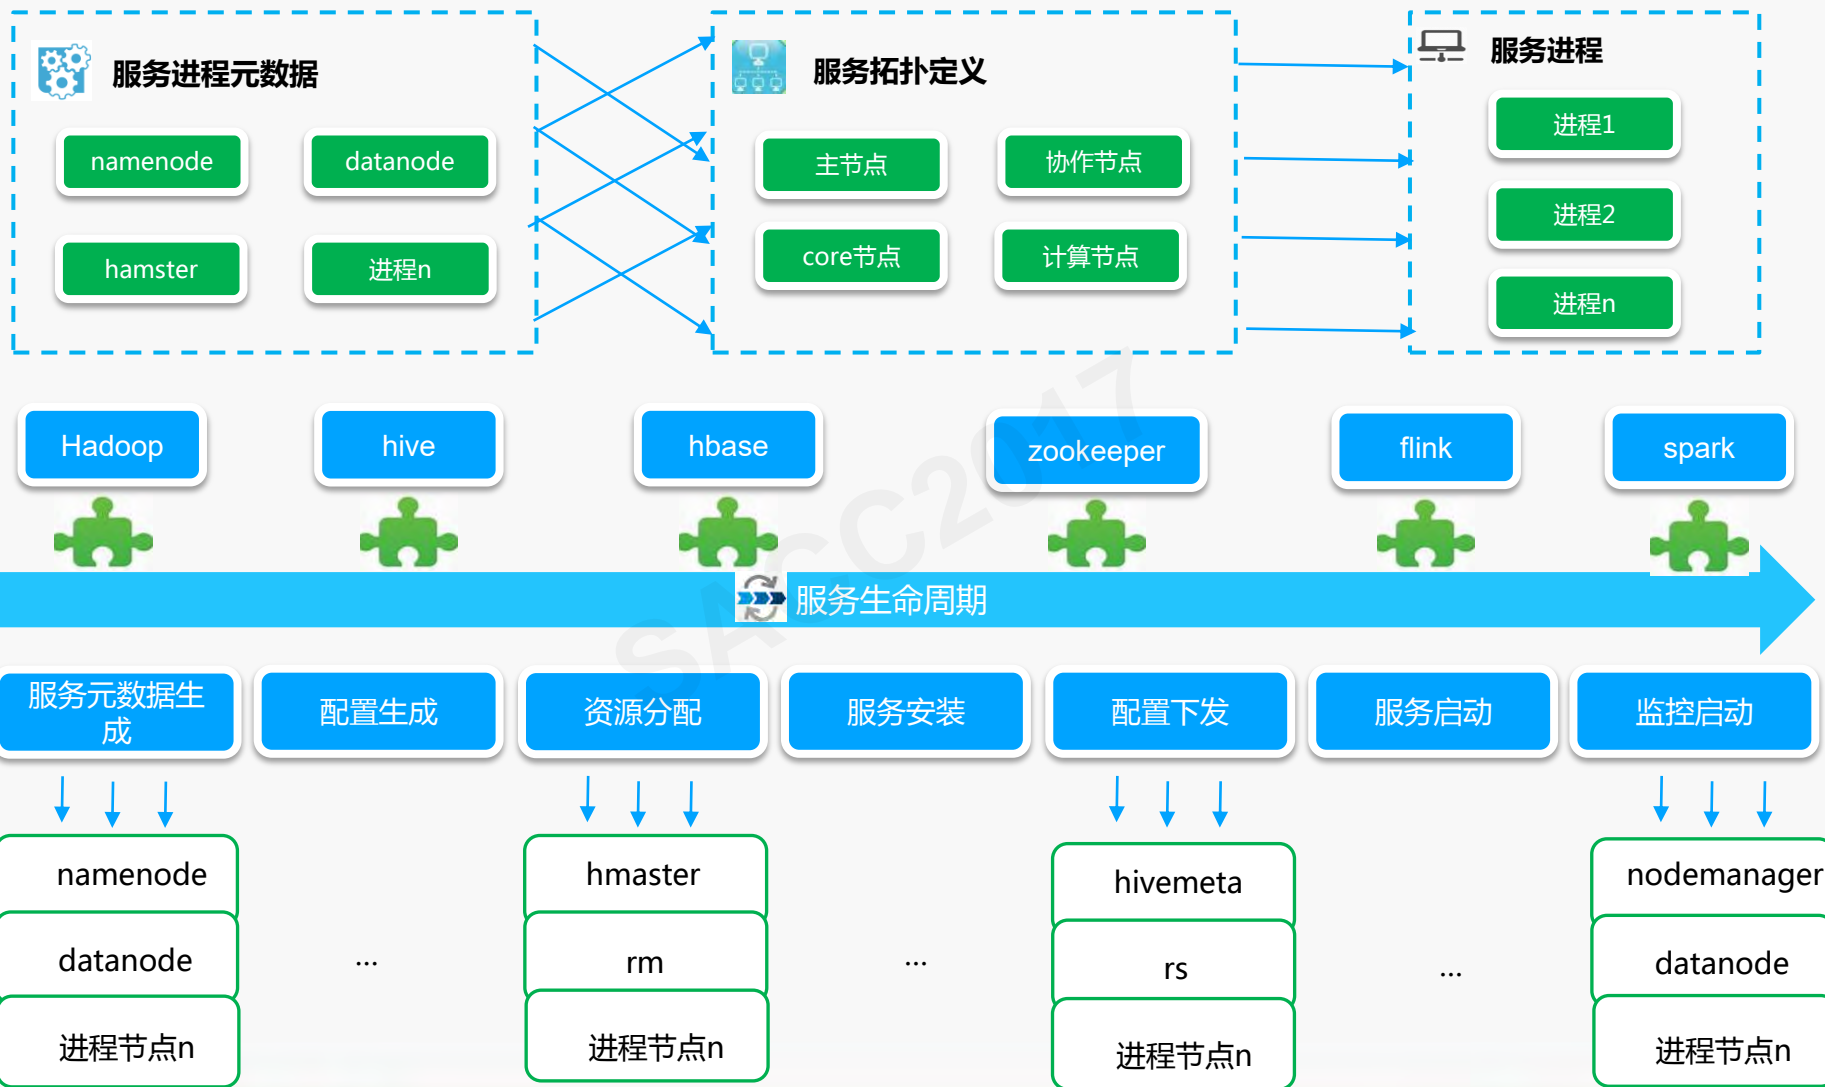 服务进程元数据
服务拓扑定义
服务进程
namenode
datanode
主节点
协作节点
进程1
hamster
进程n
core节点
计算节点
进程2
进程n
Hadoop
hive
hbase
zookeeper
flink
spark
SACC2017
服务生命周期
服务元数据生
成
配置生成
资源分配
服务安装
配置下发
服务启动
监控启动
namenode
hmaster
hivemeta
nodemanager
datanode
...
rm
...
rs
...
datanode
进程节点n
进程节点n
进程节点n
进程节点n